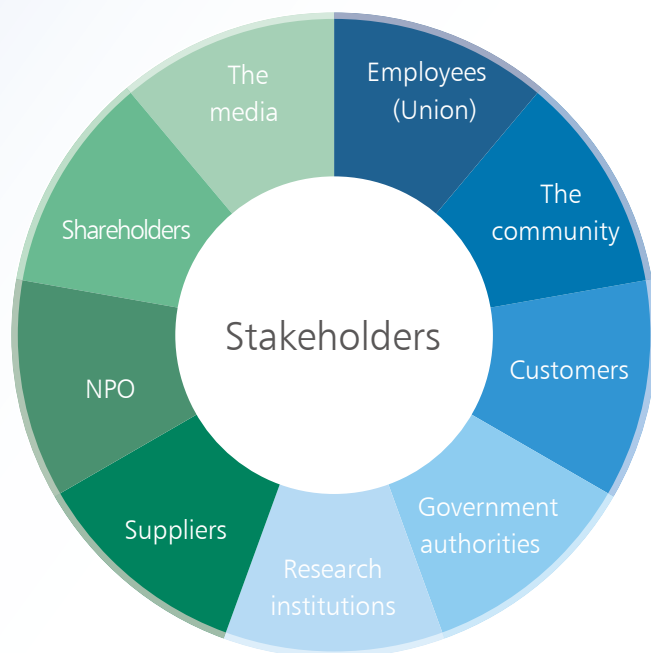 Employees
(Union)
The
community
Customers
Government
authorities
Research
institutions
Suppliers
NPO
Shareholders
The
media
Stakeholders